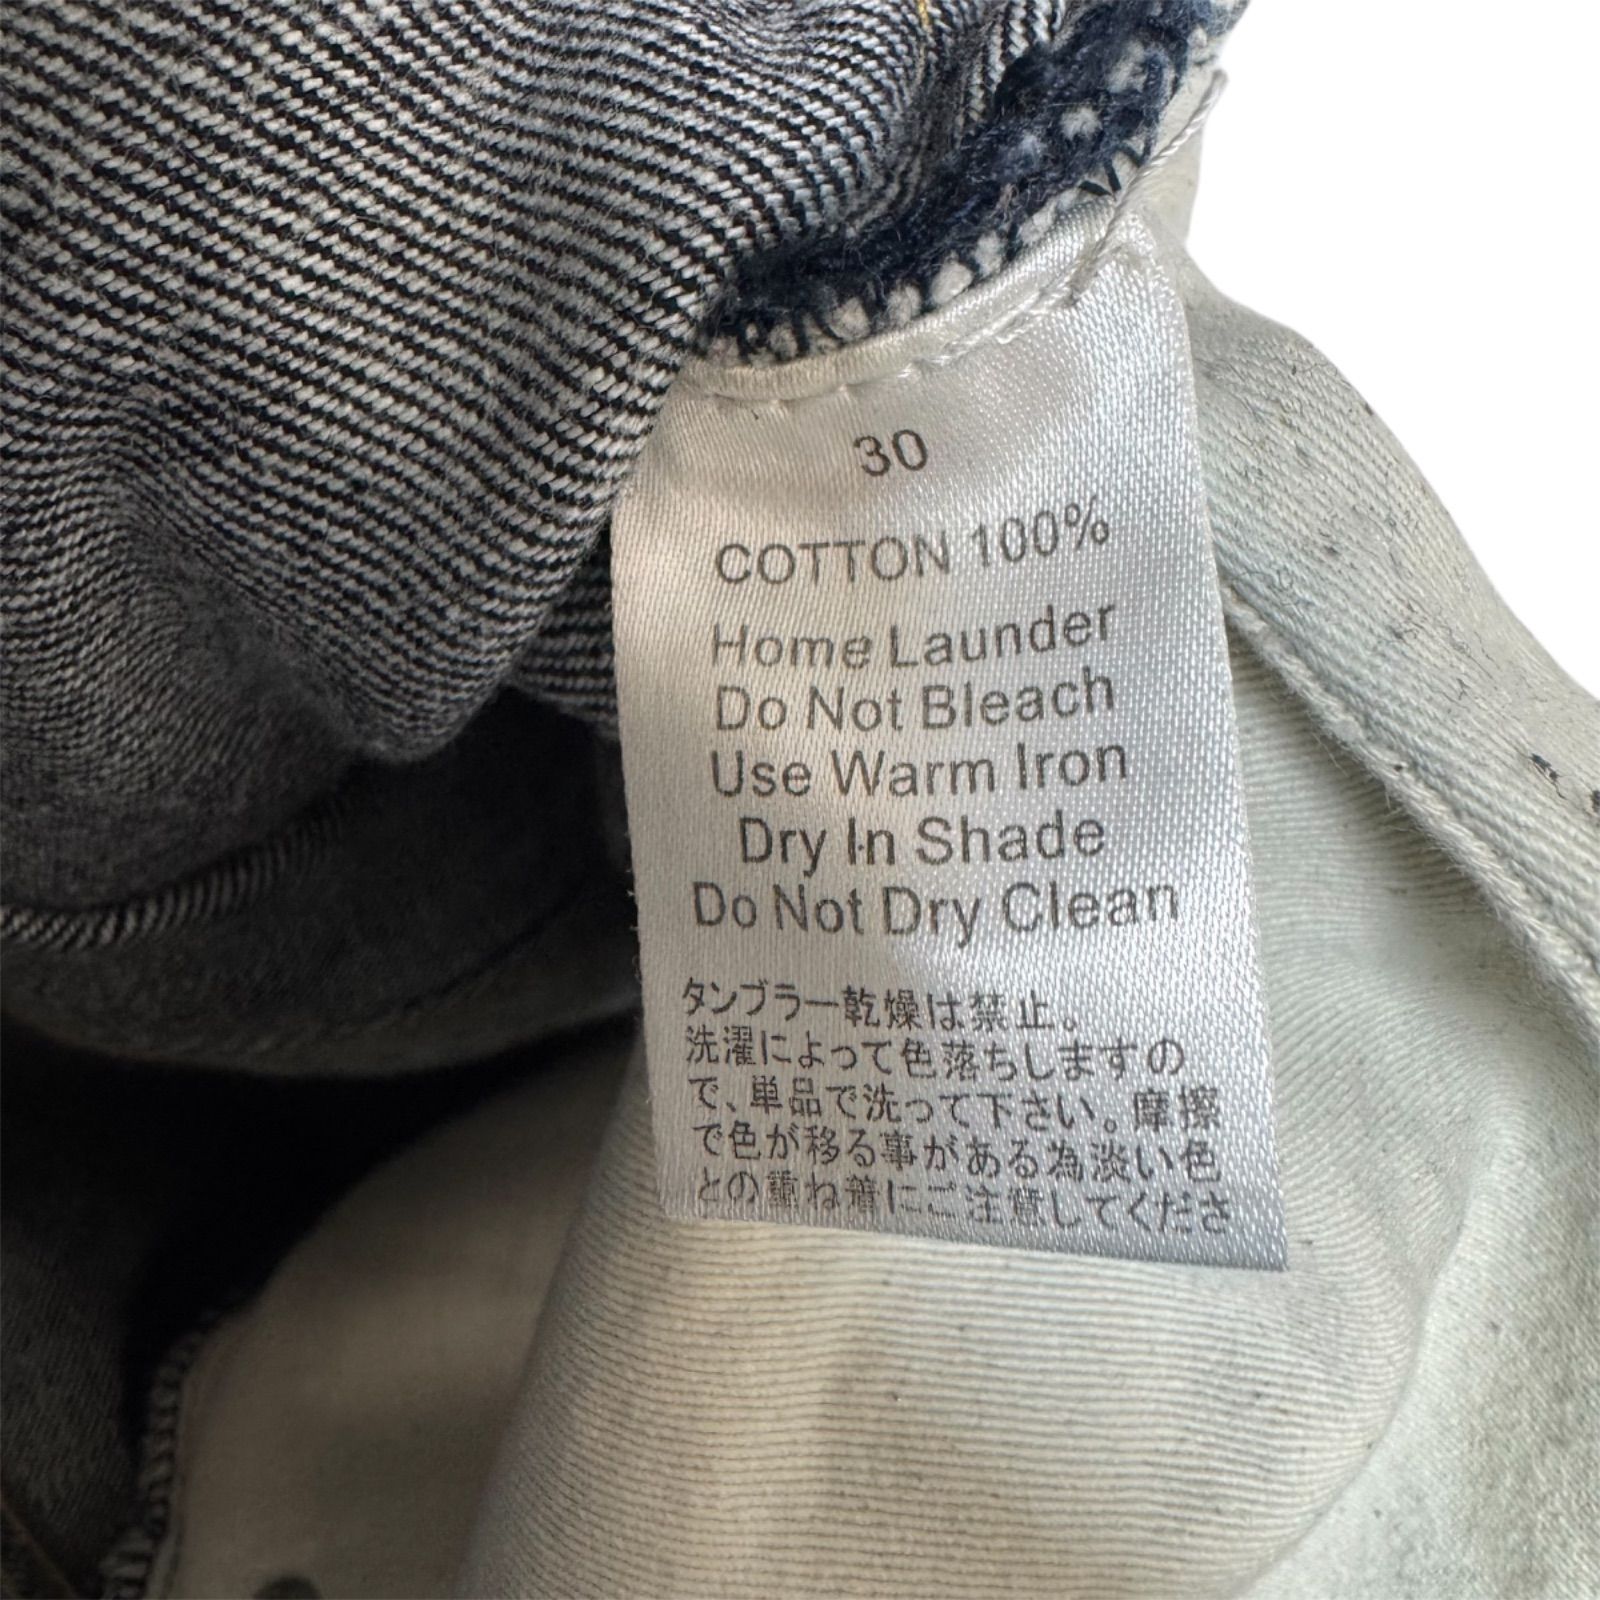 30
COTTON 100%
Home Launder
Do Not Bleach
Use Warm Iron
Dry In Shade
Do Not Dry Clean
タンブラー乾燥は禁止。
洗濯によって色落ちしますの
で、単品で洗って下さい。摩擦
で色が移る事がある為淡い色
との重ね着にご注意してくださ